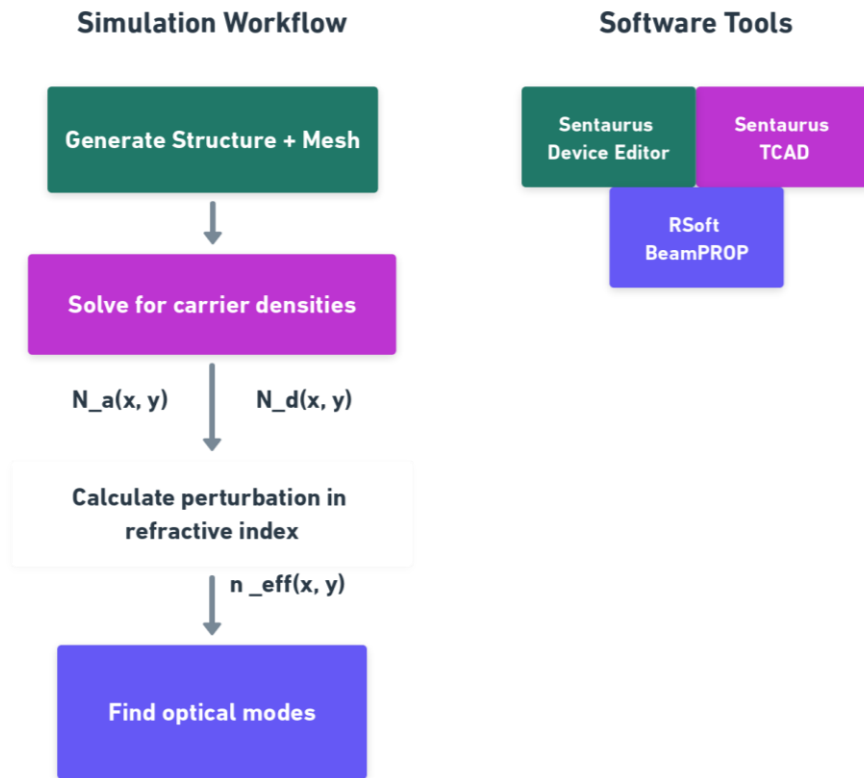 Simulation Workflow
Software Tools
Generate Structure + Mesh
Sentaurus
Device Editor
Sentaurus
TCAD
RSoft
BeamPROP
Solve for carrier densities
N_a(x, y)
N_d(x, y)
Calculate perturbation in
refractive index
n _eff(x, y)
Find optical modes